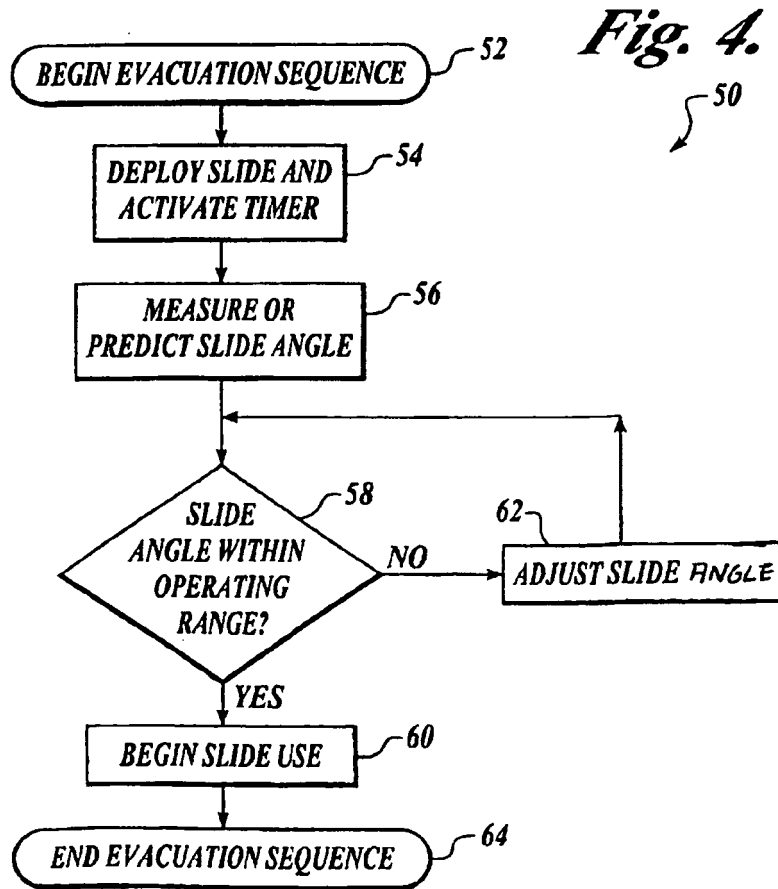 Fig. 4.
50
BEGIN EVACUATION SEQUENCE
52
DEPLOY SLIDE AND
ACTIVATE TIMER
54
MEASURE OR
PREDICT SLIDE ANGLE
56
SLIDE
ANGLE WITHIN
OPERATING
RANGE?
58
NO
62
ADJUST SLIDE ANGLE
YES
BEGIN SLIDE USE
60
END EVACUATION SEQUENCE
64